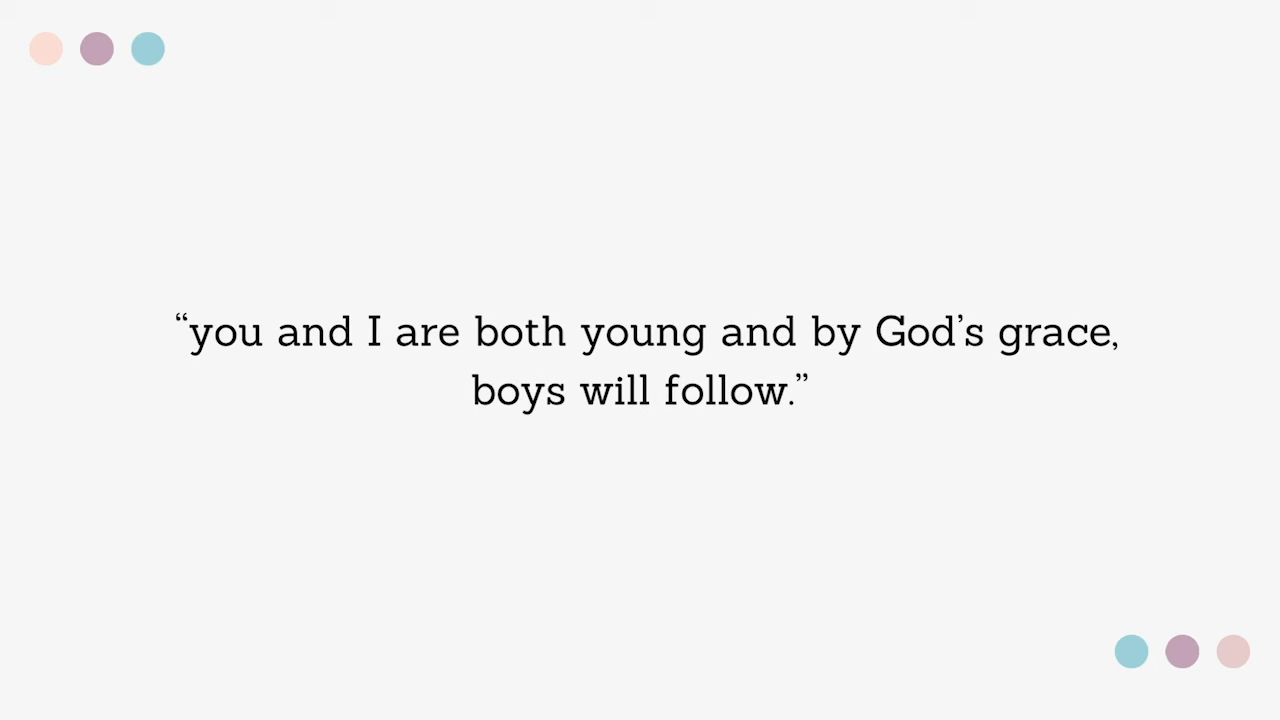 “you and I are both young and by God’s grace,
boys will follow.”